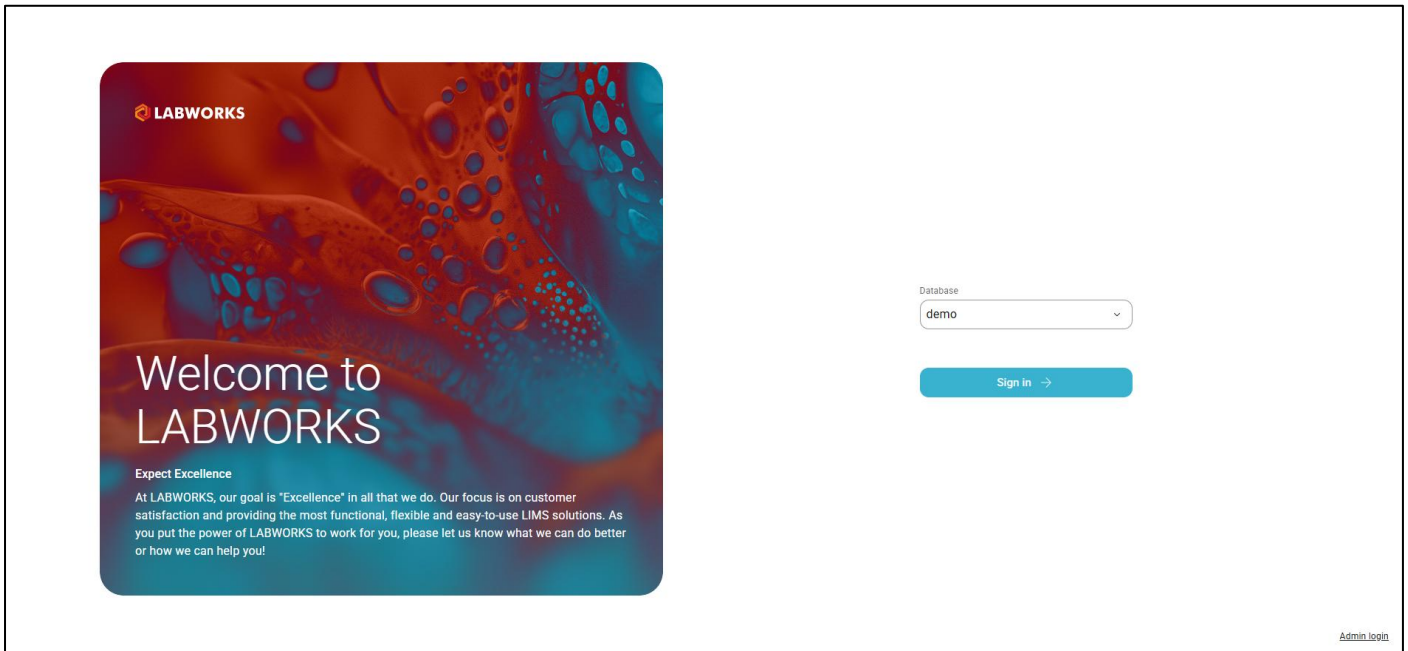 LABWORKS
Welcome to
LABWORKS
Expect Excellence
At LABWORKS, our goal is "Excellence" in all that we do. Our focus is on customer
satisfaction and providing the most functional, flexible and easy-to-use LIMS solutions. As
you put the power of LABWORKS to work for you, please let us know what we can do better
or how we can help you!
Database
demo
Sign in
Admin login